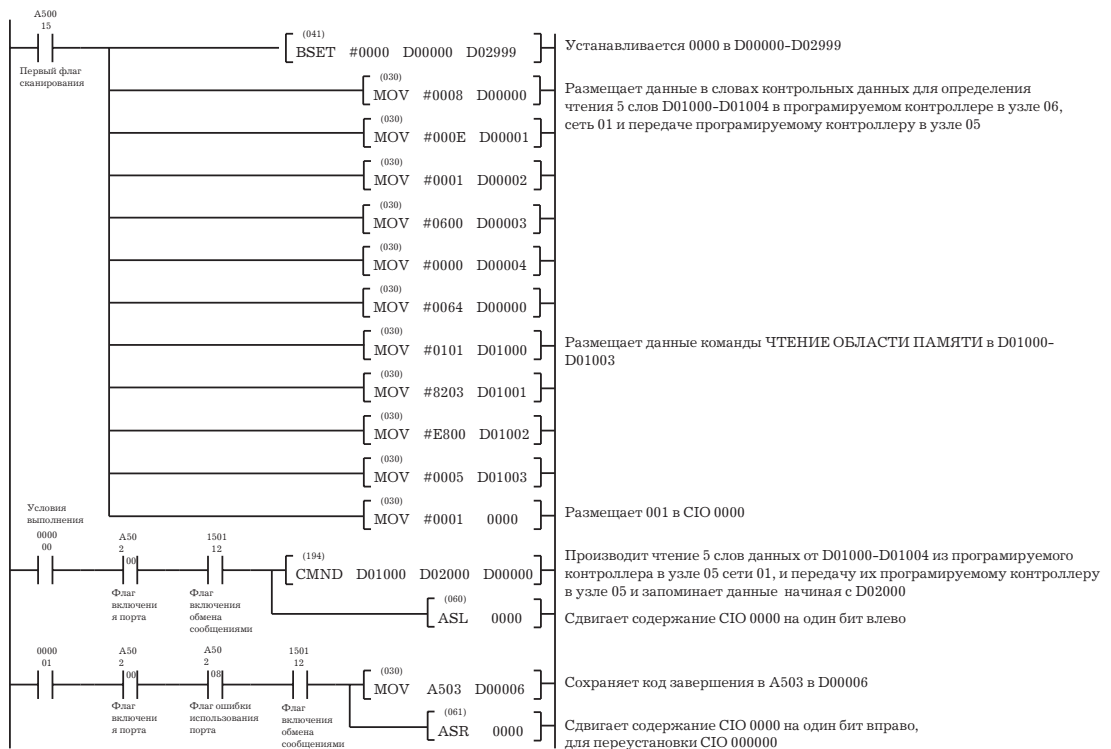 A500
15
Первый флаг
сканирования
(041)
BSET #0000 D00000 D02999
Устанавливается 0000 в D00000-D02999
(030)
MOV #0008 D00000
Размещает данные в словах контрольных данных для определения
чтения 5 слов D01000-D01004 в програмируемом контроллере в узле 06,
сеть 01 и передаче програмируемому контроллеру в узле 05
(030)
MOV #000E D00001
(030)
MOV #0001 D00002
(030)
MOV #0600 D00003
(030)
MOV #0000 D00004
(030)
MOV #0064 D00000
(030)
MOV #0101 D01000
Размещает данные команды ЧТЕНИЕ ОБЛАСТИ ПАМЯТИ в D01000-
D01003
(030)
MOV #8203 D01001
(030)
MOV #E800 D01002
(030)
MOV #0005 D01003
(030)
MOV #0001 0000
Размещает 001 в CIO 0000
Условия
выполнения
0000
00
A50
2
00
Флаг
включени
я порта
1501
12
Флаг
включения
обмена
сообщениями
(194)
CMND D01000 D02000 D00000
Производит чтение 5 слов данных от D01000-D01004 из програмируемого
контроллера в узле 05 сети 01, и передачу их програмируемому контроллеру
в узле 05 и запоминает данные начиная с D02000
(060)
ASL 0000
Сдвигает содержание CIO 0000 на один бит влево
0000
01
A50
2
00
Флаг
включени
я порта
A50
2
08
Флаг ошибки
использования
порта
1501
12
Флаг
включения
обмена
сообщениями
(030)
MOV A503 D00006
Сохраняет код завершения в A503 в D00006
(061)
ASR 0000
Сдвигает содержание CIO 0000 на один бит вправо,
для переустановки CIO 000000